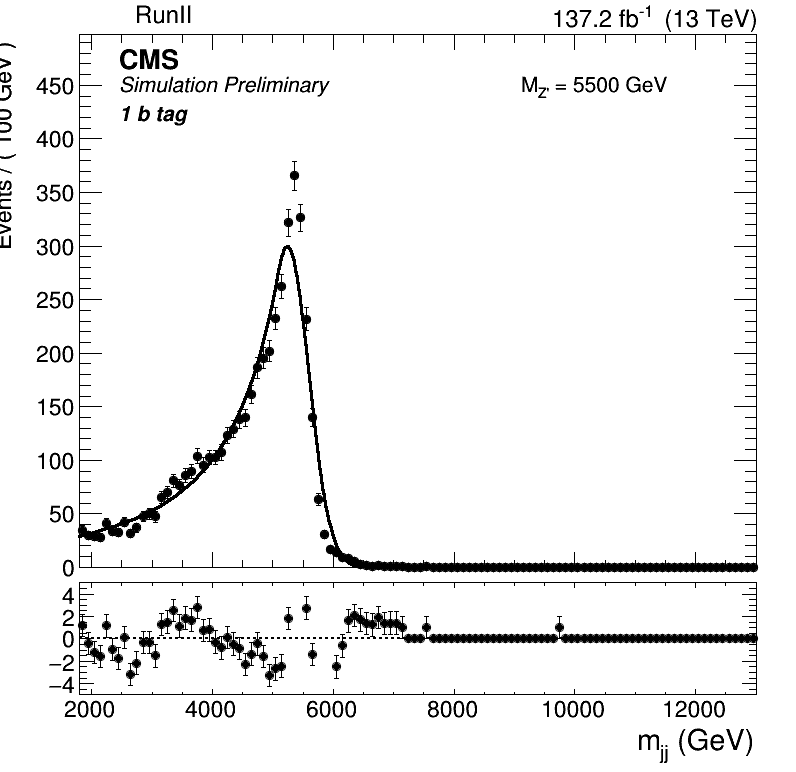 RunII
137.2 fb-1 (13 TeV)
CMS
Simulation Preliminary
MZ' = 5500 GeV
1 b tag
Events / ( 100 GeV )
450
400
350
300
250
200
150
100
50
0
4
2
0
−2
−4
2000 4000 6000 8000 10000 12000
mjj (GeV)